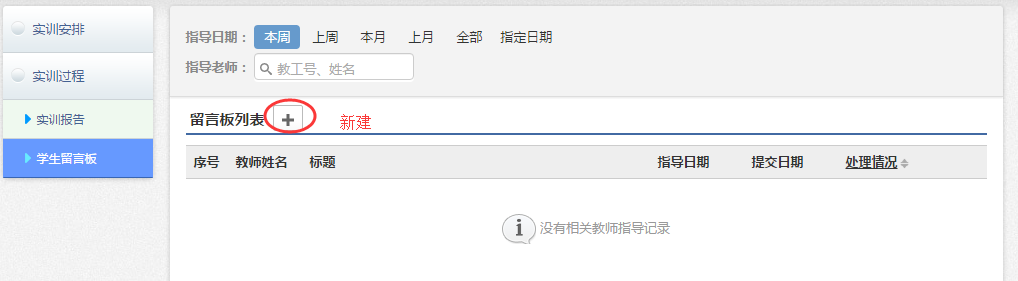 实训安排
实训过程
实训报告
学生留言板
指导日期： 本周 上周 本月 上月 全部 指定日期
指导老师： 教工号、姓名
留言板列表 新建
序号 教师姓名 标题 指导日期 提交日期 处理情况
没有相关教师指导记录